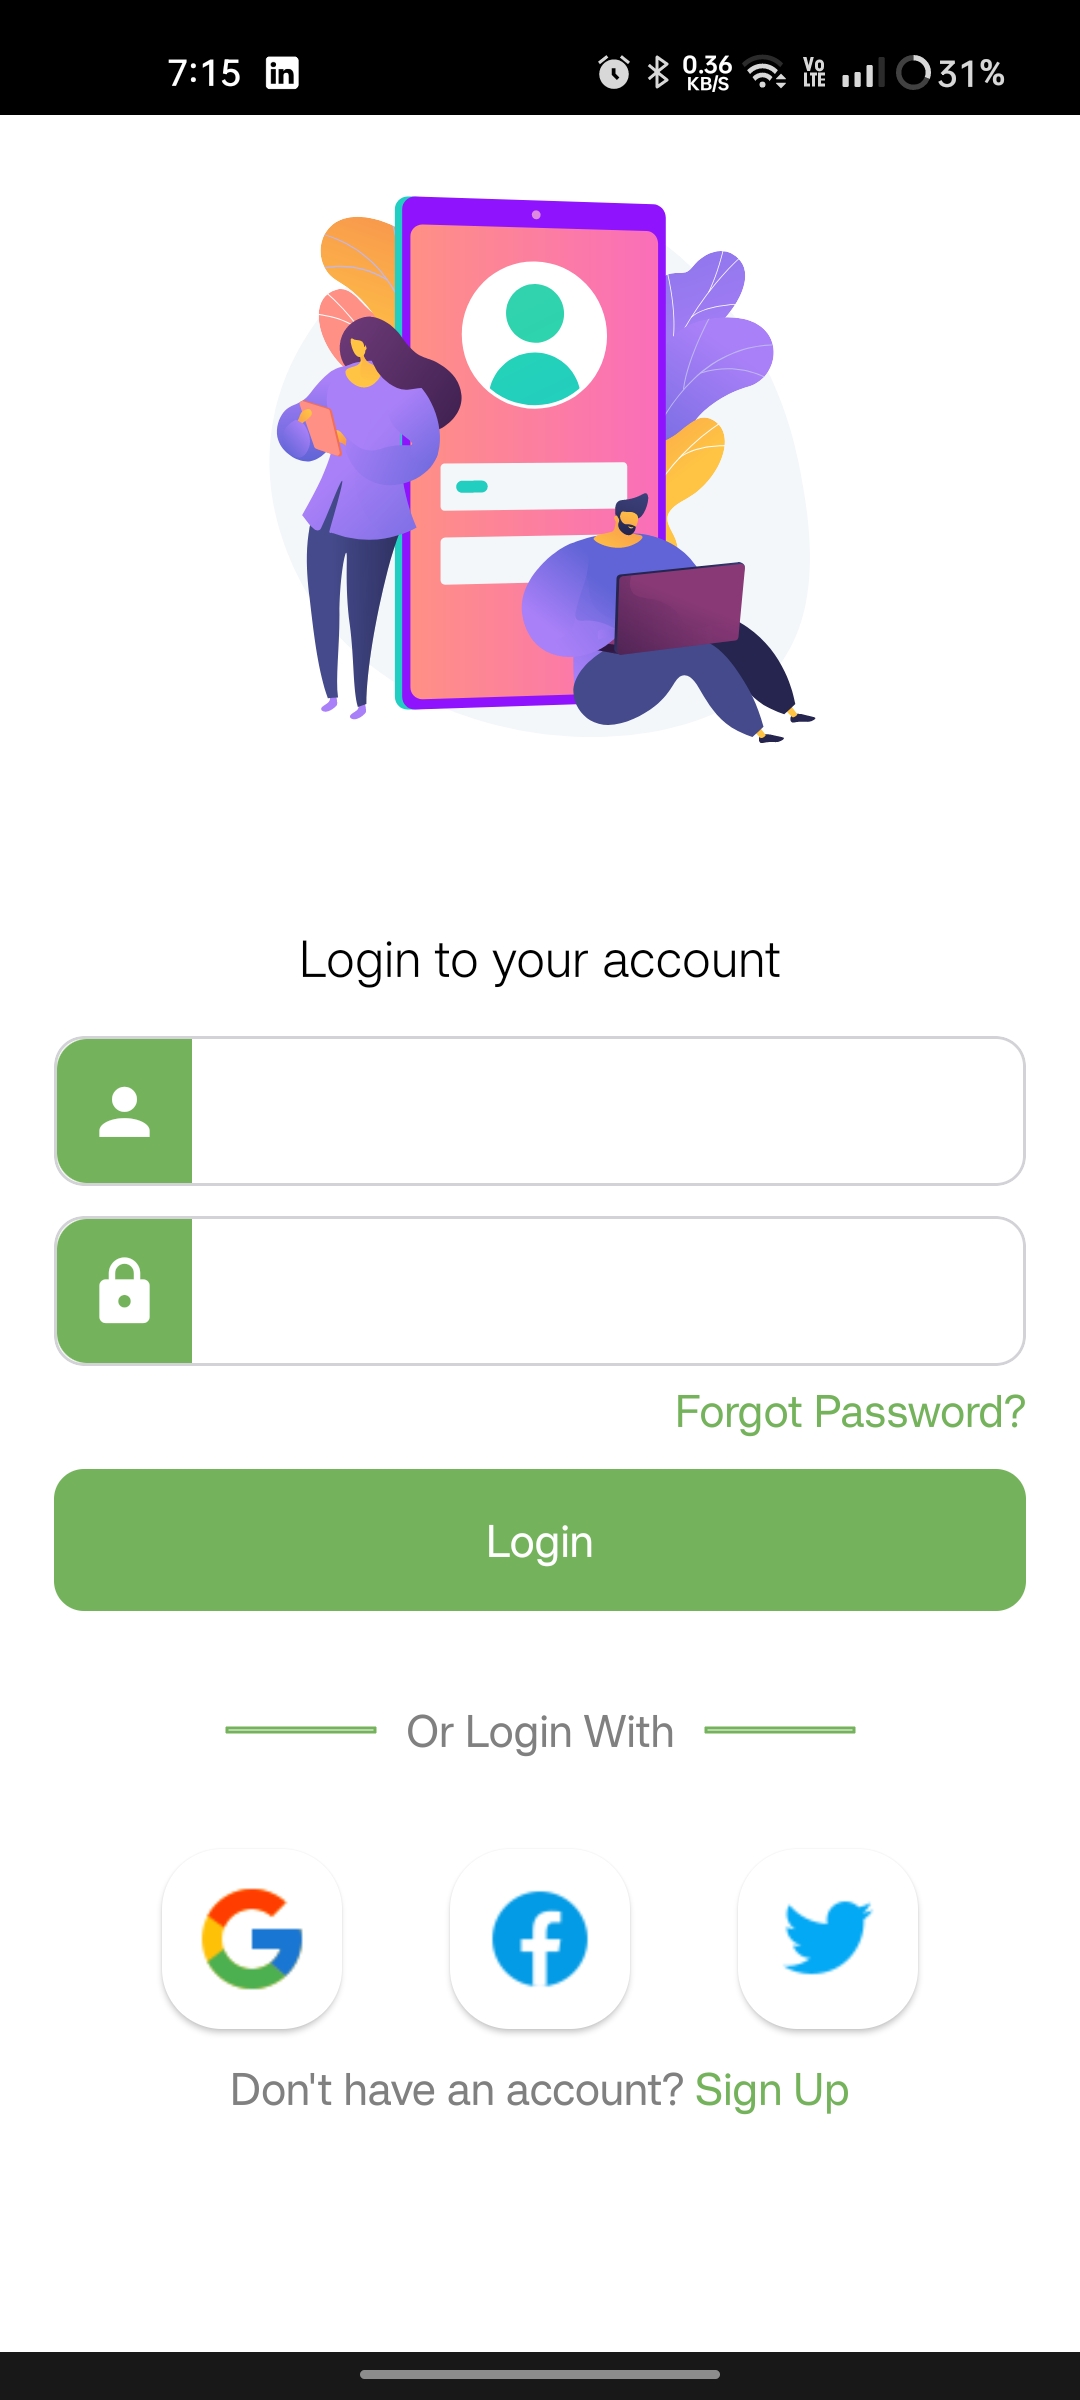 7:15 in 0.36 KB/S Vo LTE 31%
Login to your account
Forgot Password?
Login
Or Login With
Don't have an account? Sign Up